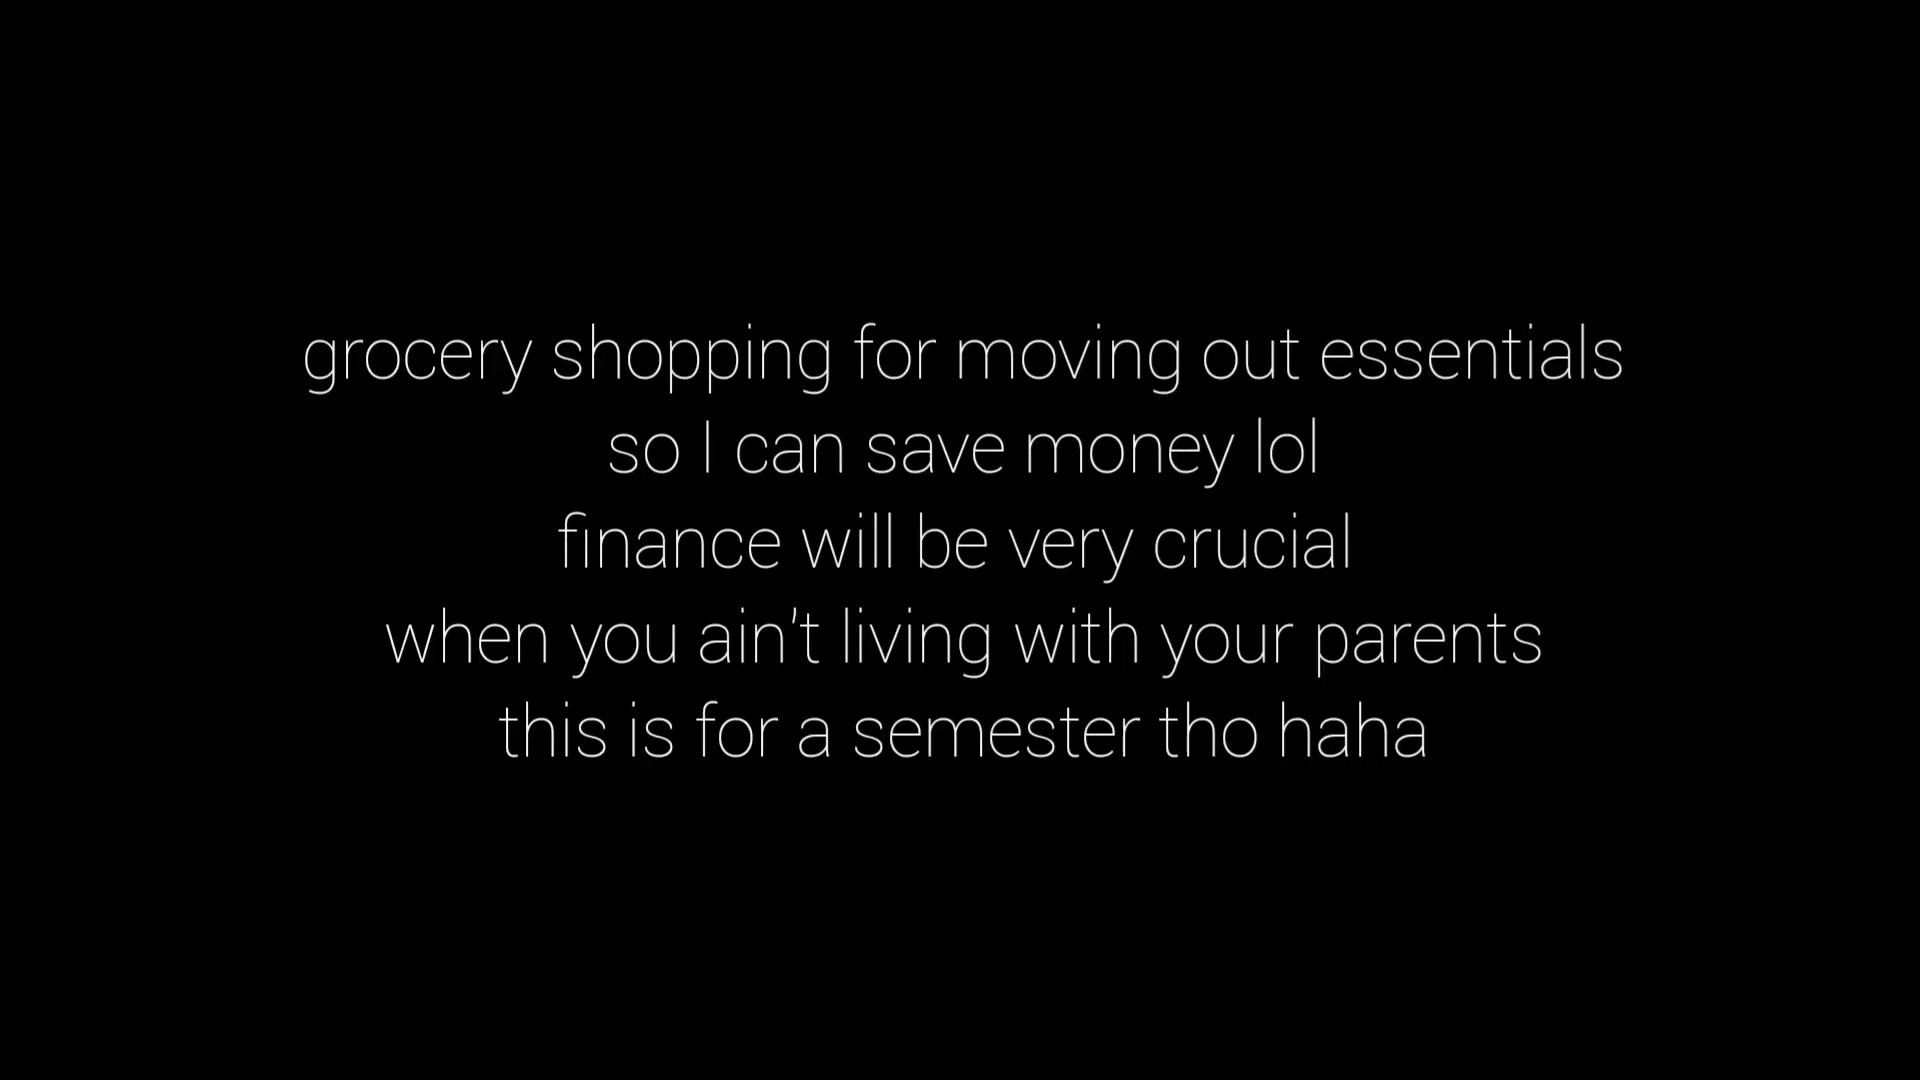 grocery shopping for moving out essentials
so I can save money lol
finance will be very crucial
when you ain't living with your parents
this is for a semester tho haha